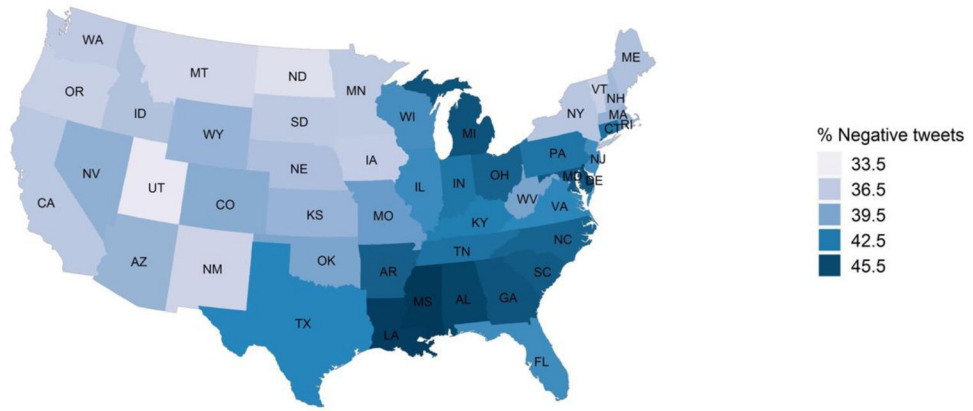 WA
MT
ND
MN
ME
OR
ID
SD
WI
VT
NH
NY
MA
RI
CT
WY
MI
IA
NE
PA
NJ
NV
UT
CO
IL
IN
OH
MD
DE
CA
KS
MO
WV
VA
KY
AZ
NM
OK
TN
NC
AR
SC
MS
AL
GA
TX
LA
FL
% Negative tweets
33.5
36.5
39.5
42.5
45.5